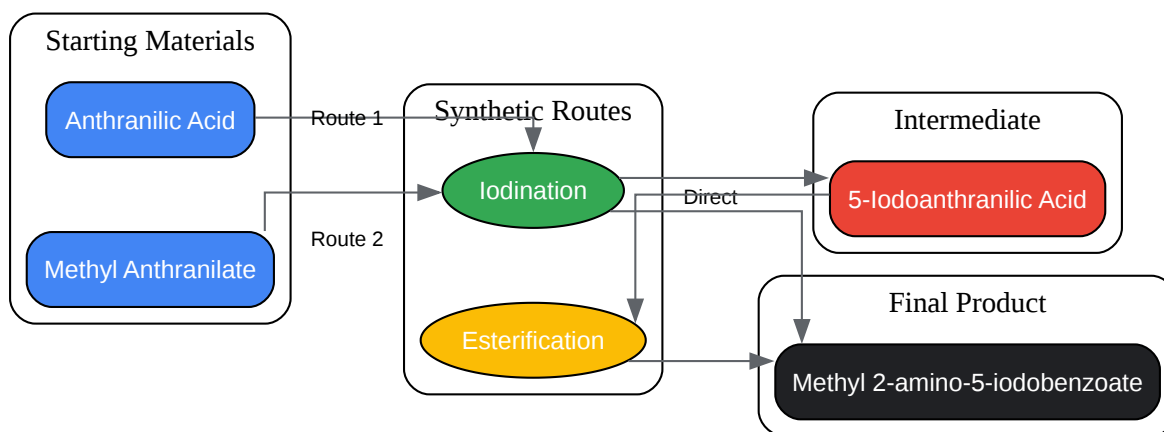 Starting Materials
Anthranilic Acid
Methyl Anthranilate
Route 1
Route 2
Synthetic Routes
Iodination
Esterification
Direct
Intermediate
5-Iodoanthranilic Acid
Final Product
Methyl 2-amino-5-iodobenzoate